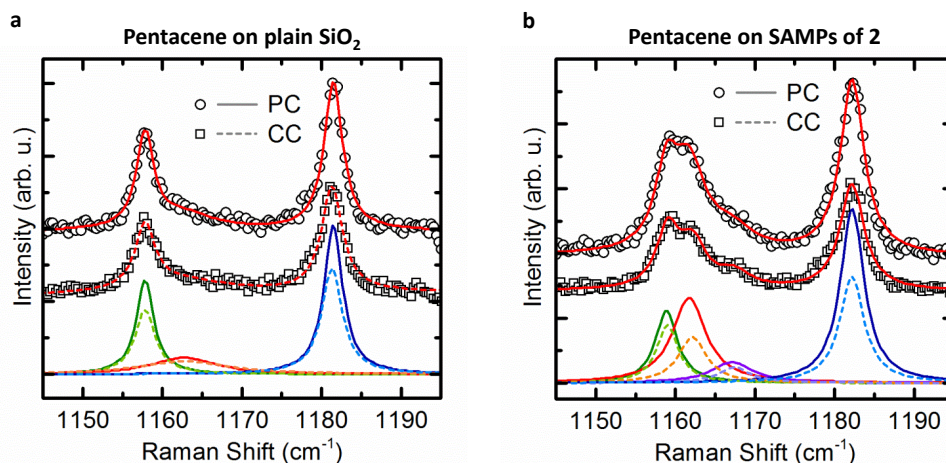 a
Pentacene on plain SiO₂
PC
CC
Intensity (arb. u.)
1150 1160 1170 1180 1190
Raman Shift (cm⁻¹)
b
Pentacene on SAMPs of 2
PC
CC
Intensity (arb. u.)
1150 1160 1170 1180 1190
Raman Shift (cm⁻¹)